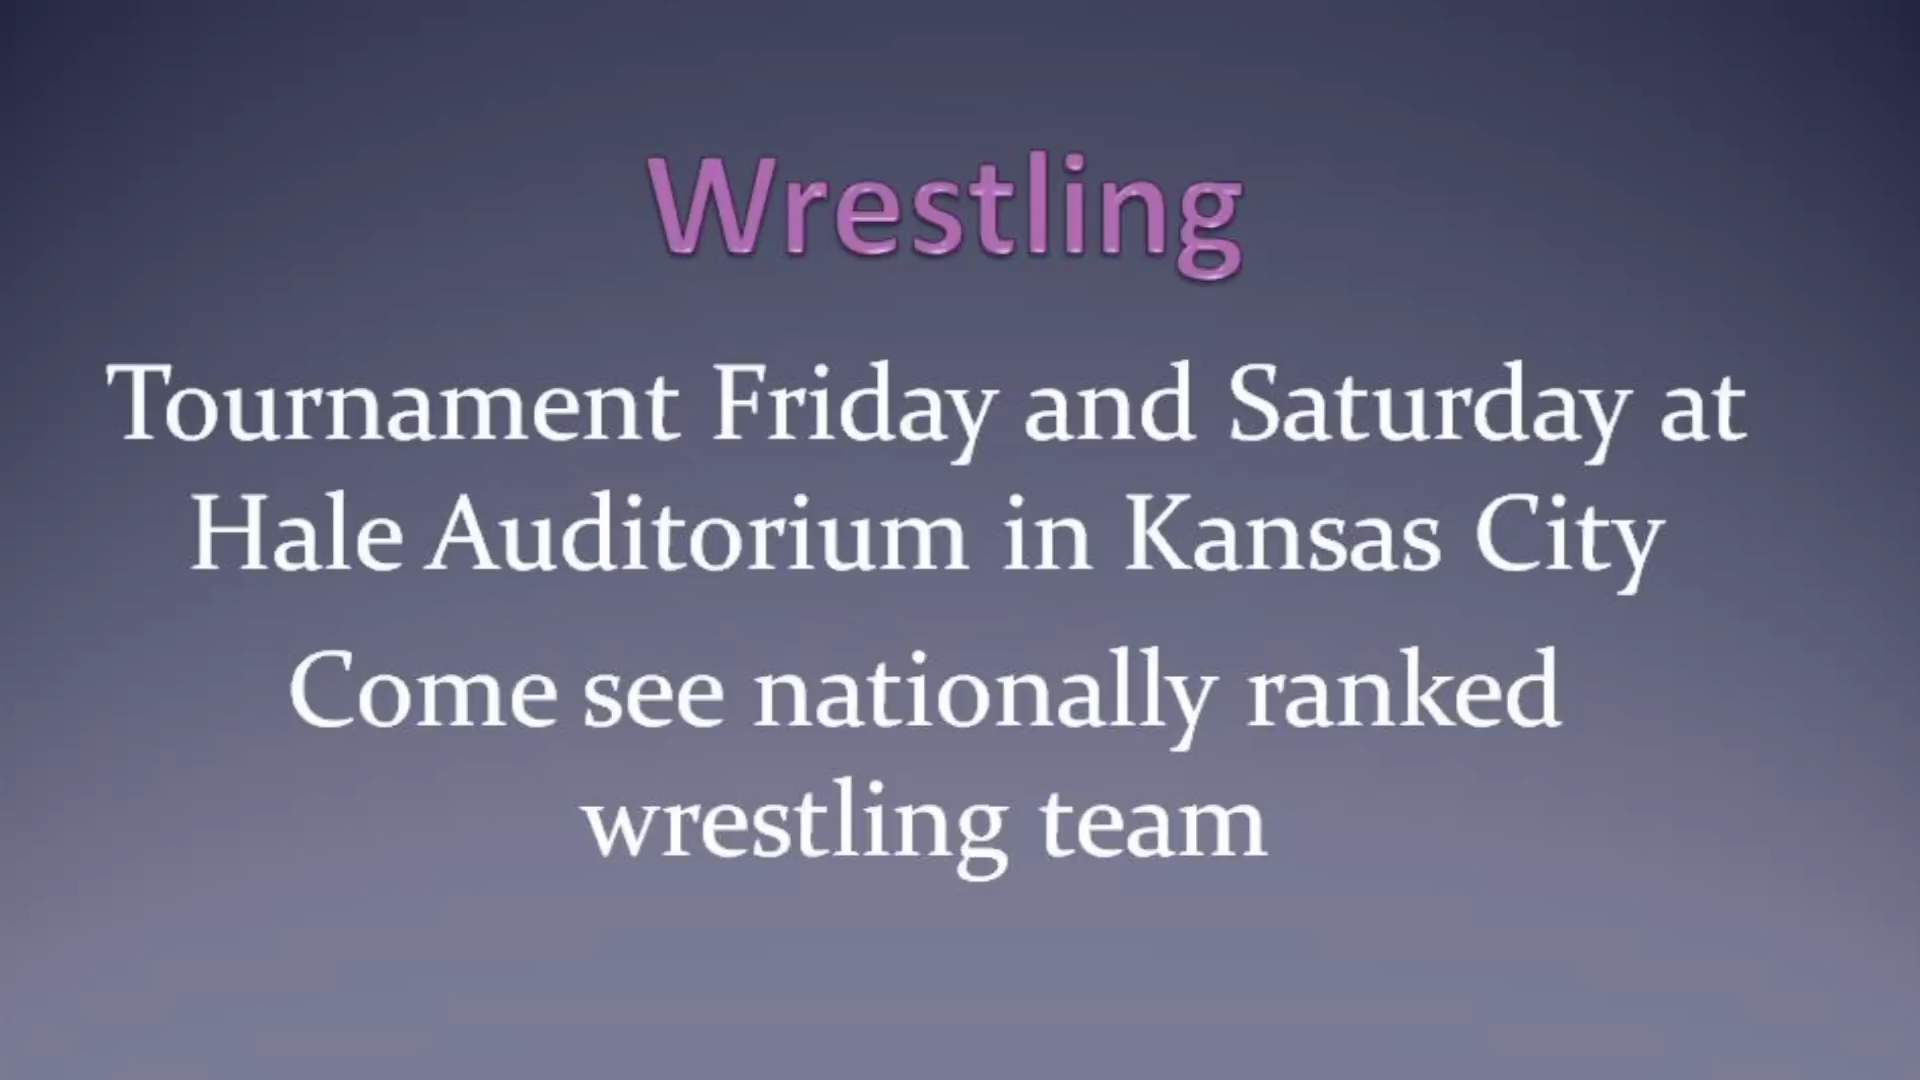 Wrestling
Tournament Friday and Saturday at
Hale Auditorium in Kansas City
Come see nationally ranked
wrestling team